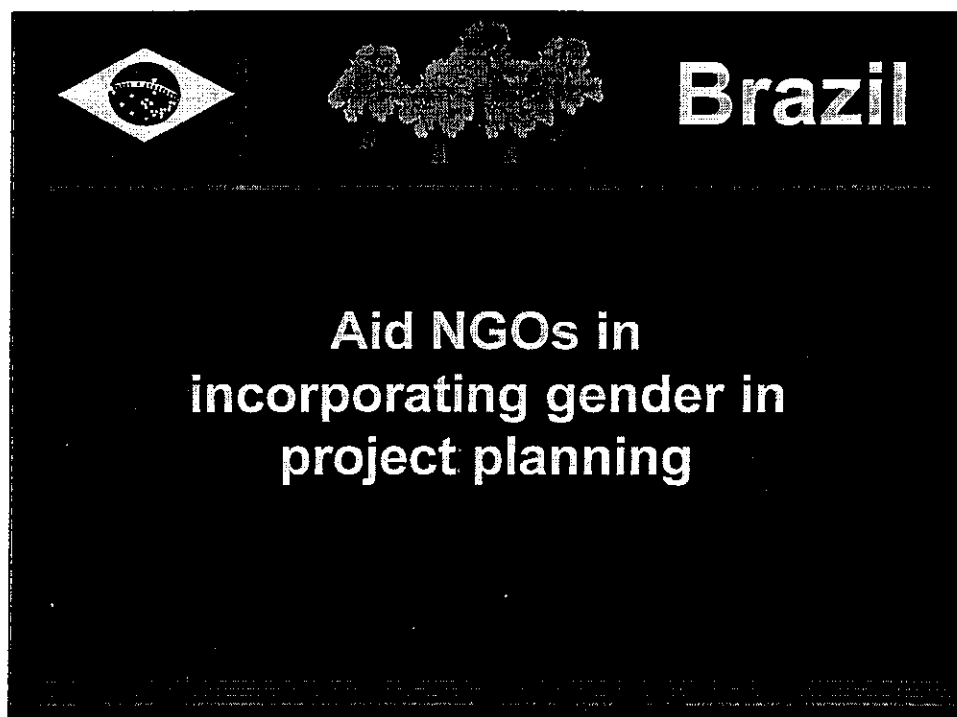 Brazil
Aid NGOs in
incorporating gender in
project planning